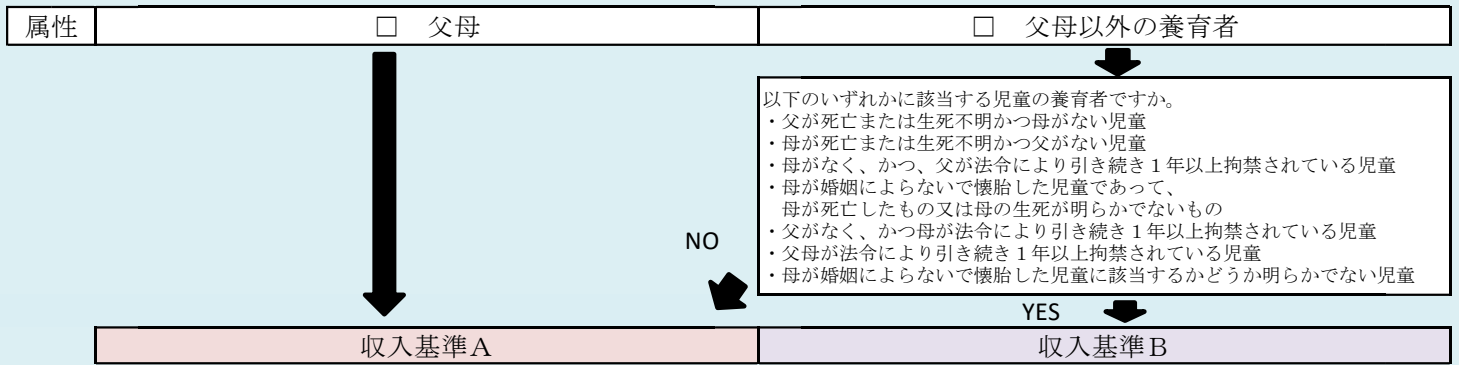 属性
□ 父母
□ 父母以外の養育者
以下のいずれかに該当する児童の養育者ですか。
・父が死亡または生死不明かつ母がない児童
・母が死亡または生死不明かつ父がない児童
・母がなく、かつ、父が法令により引き続き１年以上拘禁されている児童
・母が婚姻によらないで懐胎した児童であって、
母が死亡したもの又は母の生死が明らかでないもの
・父がなく、かつ母が法令により引き続き１年以上拘禁されている児童
・父母が法令により引き続き１年以上拘禁されている児童
・母が婚姻によらないで懐胎した児童に該当するかどうか明らかでない児童
NO
YES
収入基準Ａ
収入基準Ｂ